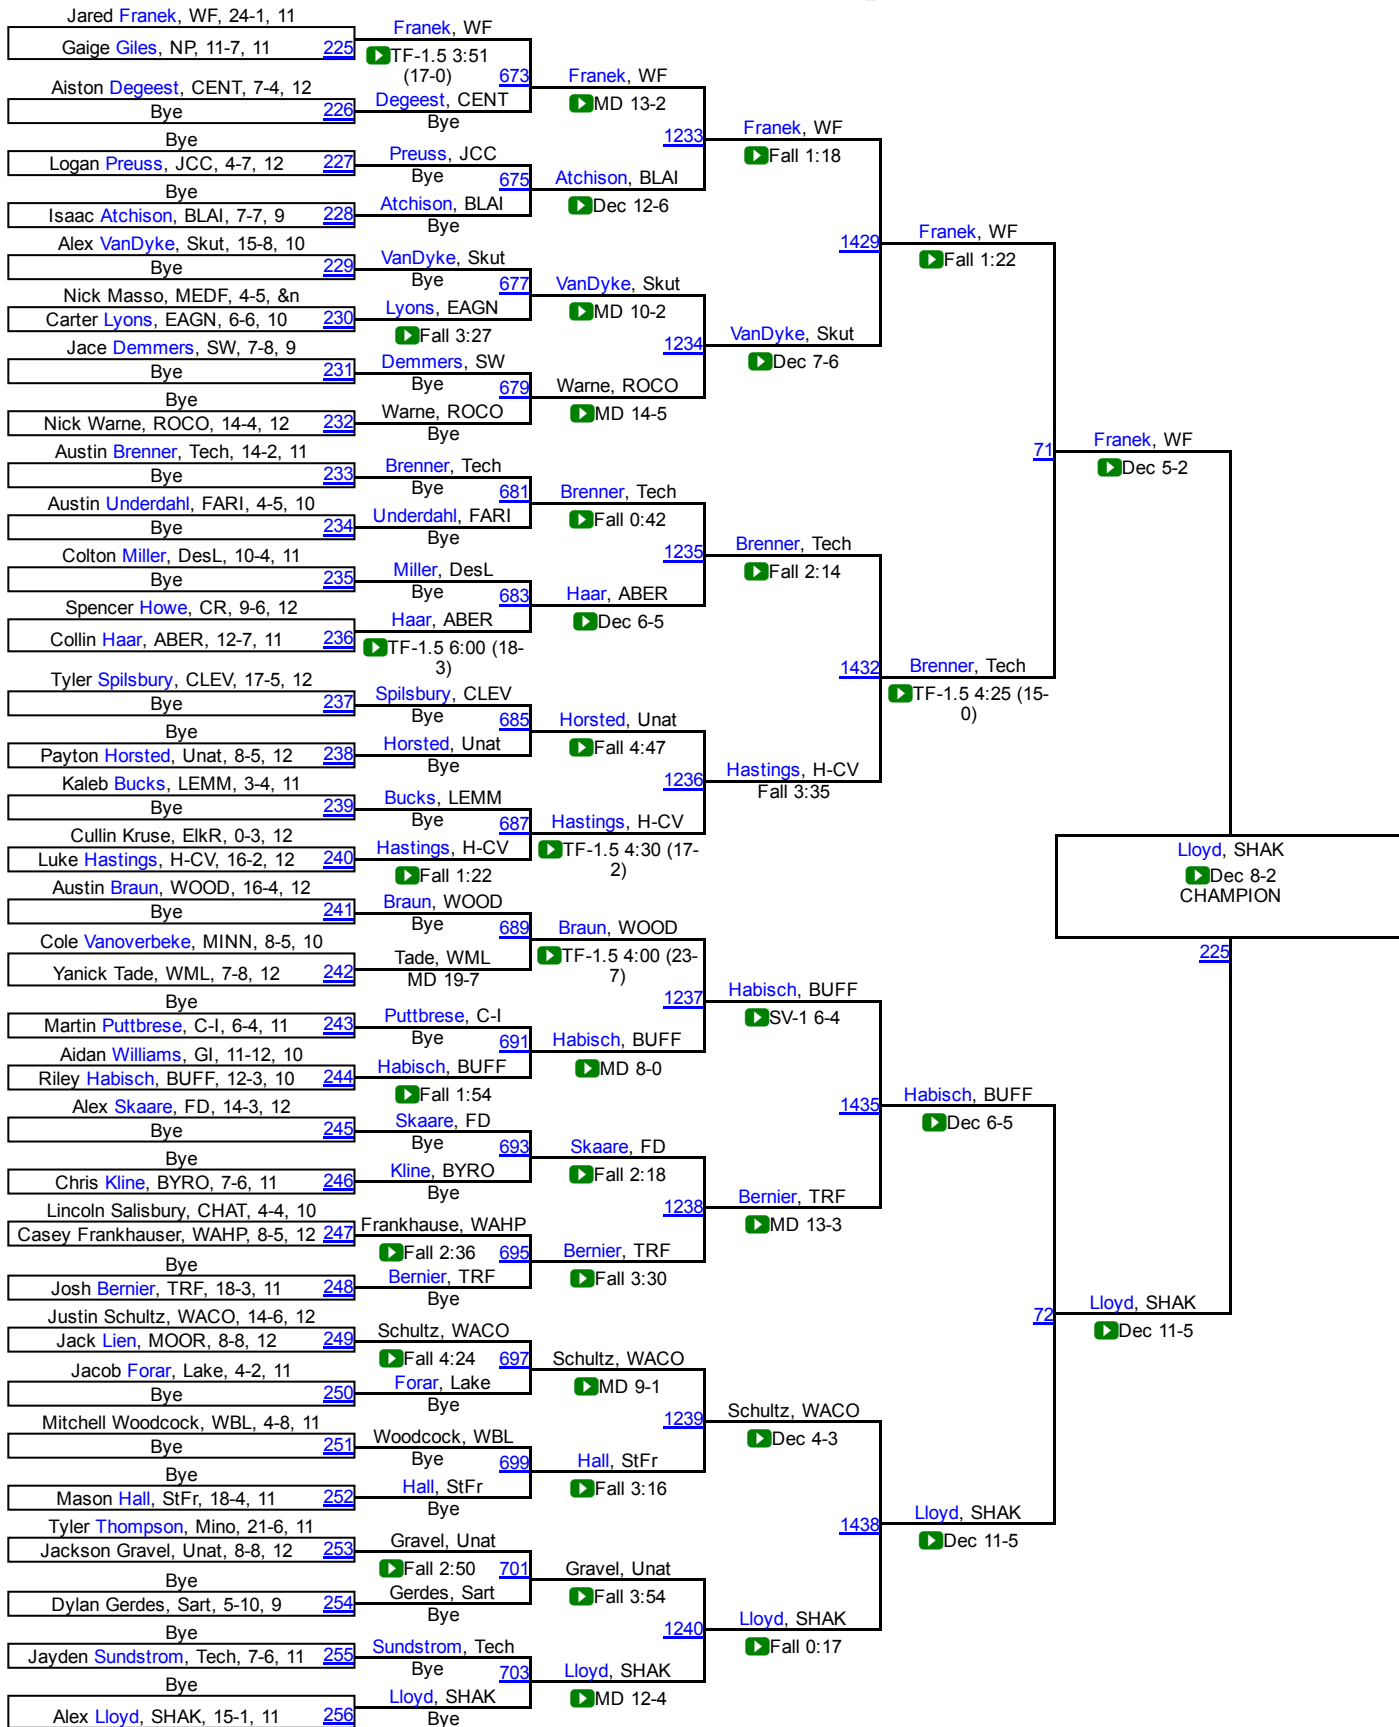 Jared Franek, WF, 24-1, 11
Gaige Giles, NP, 11-7, 11 225
Aiston Degeest, CENT, 7-4, 12
Bye 226
Bye
Logan Preuss, JCC, 4-7, 12 227
Bye
Isaac Atchison, BLAI, 7-7, 9 228
Alex VanDyke, Skut, 15-8, 10
Bye 229
Nick Masso, MEDF, 4-5, &n
Carter Lyons, EAGN, 6-6, 10 230
Jace Demmers, SW, 7-8, 9
Bye 231
Bye
Nick Warne, ROCO, 14-4, 12 232
Austin Brenner, Tech, 14-2, 11
Bye 233
Austin Underdahl, FARI, 4-5, 10
Bye 234
Colton Miller, DesL, 10-4, 11
Bye 235
Spencer Howe, CR, 9-6, 12
Collin Haar, ABER, 12-7, 11 236
Tyler Spilsbury, CLEV, 17-5, 12
Bye 237
Bye
Payton Horsted, Unat, 8-5, 12 238
Kaleb Bucks, LEMM, 3-4, 11
Bye 239
Cullin Kruse, ElkR, 0-3, 12
Luke Hastings, H-CV, 16-2, 12 240
Austin Braun, WOOD, 16-4, 12
Bye 241
Cole Vanoverbeke, MINN, 8-5, 10
Yanick Tade, WML, 7-8, 12 242
Bye
Martin Puttbrese, C-I, 6-4, 11 243
Aidan Williams, GI, 11-12, 10
Riley Habisch, BUFF, 12-3, 10 244
Alex Skaare, FD, 14-3, 12
Bye 245
Bye
Chris Kline, BYRO, 7-6, 11 246
Lincoln Salisbury, CHAT, 4-4, 10
Casey Frankhauser, WAHP, 8-5, 12 247
Bye
Josh Bernier, TRF, 18-3, 11 248
Justin Schultz, WACO, 14-6, 12
Jack Lien, MOOR, 8-8, 12 249
Jacob Forar, Lake, 4-2, 11
Bye 250
Mitchell Woodcock, WBL, 4-8, 11
Bye 251
Bye
Mason Hall, StFr, 18-4, 11 252
Tyler Thompson, Mino, 21-6, 11
Jackson Gravel, Unat, 8-8, 12 253
Bye
Dylan Gerdes, Sart, 5-10, 9 254
Bye
Jayden Sundstrom, Tech, 7-6, 11 255
Bye
Alex Lloyd, SHAK, 15-1, 11 256
Franek, WF
TF-1.5 3:51
(17-0) 673
Degeest, CENT
Bye
Preuss, JCC
Bye 675
Atchison, BLAI
Bye
VanDyke, Skut
Bye 677
Lyons, EAGN
Fall 3:27
Demmers, SW
Bye 679
Warne, ROCO
Bye
Brenner, Tech
Bye 681
Underdahl, FARI
Bye
Miller, DesL
Bye 683
Haar, ABER
TF-1.5 6:00 (18-
3)
Spilsbury, CLEV
Bye 685
Horsted, Unat
Bye
Bucks, LEMM
Bye 687
Hastings, H-CV
Fall 1:22
Braun, WOOD
Bye 689
Tade, WML
MD 19-7
Puttbrese, C-I
Bye 691
Habisch, BUFF
Fall 1:54
Skaare, FD
Bye 693
Kline, BYRO
Bye
Frankhause, WAHP
Fall 2:36 695
Bernier, TRF
Bye
Schultz, WACO
Fall 4:24 697
Forar, Lake
Bye
Woodcock, WBL
Bye 699
Hall, StFr
Bye
Gravel, Unat
Fall 2:50 701
Gerdes, Sart
Bye
Sundstrom, Tech
Bye 703
Lloyd, SHAK
Bye
Franek, WF
MD 13-2
1233
Atchison, BLAI
Dec 12-6
VanDyke, Skut
MD 10-2
1234
Warne, ROCO
MD 14-5
Brenner, Tech
Fall 0:42
1235
Haar, ABER
Dec 6-5
Horsted, Unat
Fall 4:47
1236
Hastings, H-CV
TF-1.5 4:30 (17-
2)
Braun, WOOD
TF-1.5 4:00 (23-
7)
1237
Habisch, BUFF
MD 8-0
Skaare, FD
Fall 2:18
1238
Bernier, TRF
Fall 3:30
Schultz, WACO
MD 9-1
1239
Hall, StFr
Fall 3:16
Gravel, Unat
Fall 3:54
1240
Lloyd, SHAK
MD 12-4
Franek, WF
Fall 1:18
1429
VanDyke, Skut
Dec 7-6
Brenner, Tech
Fall 2:14
1432
Hastings, H-CV
Fall 3:35
Habisch, BUFF
SV-1 6-4
1435
Bernier, TRF
MD 13-3
Schultz, WACO
Dec 4-3
1438
Lloyd, SHAK
Fall 0:17
Franek, WF
Fall 1:22
71
Brenner, Tech
TF-1.5 4:25 (15-
0)
Habisch, BUFF
Dec 6-5
72
Lloyd, SHAK
Dec 11-5
Franek, WF
Dec 5-2
Lloyd, SHAK
Dec 8-2
CHAMPION
225
Lloyd, SHAK
Dec 11-5